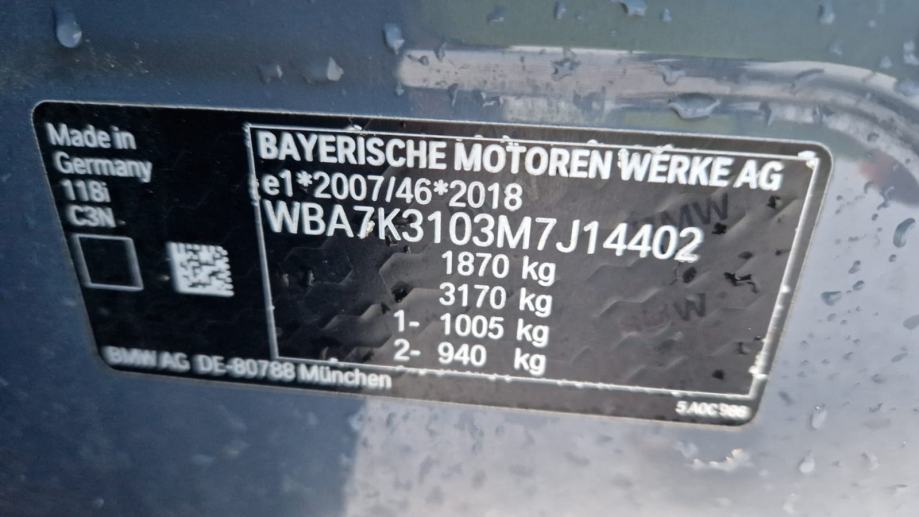 Made in
Germany
118i
C3N
BAYERISCHE MOTOREN WERKE AG
e1*2007/46*2018
WBA7K3103M7J14402
1870 kg
3170 kg
1- 1005 kg
2- 940 kg
BMW AG DE-80788 München
5A0C986